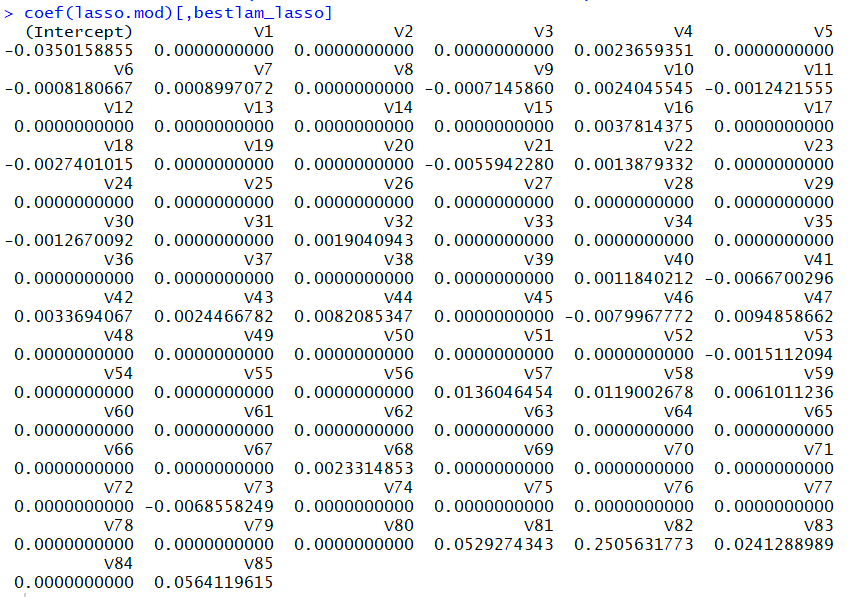 > coef(lasso.mod)[,bestlam_lasso]
(Intercept) V1 V2 V3 V4 V5
-0.0350158855 0.0000000000 0.0000000000 0.0000000000 0.0023659351 0.0000000000
V6 V7 V8 V9 V10 V11
-0.0008180667 0.0008997072 0.0000000000 -0.0007145860 0.0024045545 -0.0012421555
V12 V13 V14 V15 V16 V17
0.0000000000 0.0000000000 0.0000000000 0.0000000000 0.0037814375 0.0000000000
V18 V19 V20 V21 V22 V23
-0.0027401015 0.0000000000 0.0000000000 -0.0055942280 0.0013879332 0.0000000000
V24 V25 V26 V27 V28 V29
0.0000000000 0.0000000000 0.0000000000 0.0000000000 0.0000000000 0.0000000000
V30 V31 V32 V33 V34 V35
-0.0012670092 0.0000000000 0.0019040943 0.0000000000 0.0000000000 0.0000000000
V36 V37 V38 V39 V40 V41
0.0000000000 0.0000000000 0.0000000000 0.0000000000 0.0011840212 -0.0066700296
V42 V43 V44 V45 V46 V47
0.0033694067 0.0024466782 0.0082085347 0.0000000000 -0.0079967772 0.0094858662
V48 V49 V50 V51 V52 V53
0.0000000000 0.0000000000 0.0000000000 0.0000000000 0.0000000000 -0.0015112094
V54 V55 V56 V57 V58 V59
0.0000000000 0.0000000000 0.0000000000 0.0136046454 0.0119002678 0.0061011236
V60 V61 V62 V63 V64 V65
0.0000000000 0.0000000000 0.0000000000 0.0000000000 0.0000000000 0.0000000000
V66 V67 V68 V69 V70 V71
0.0000000000 0.0000000000 0.0023314853 0.0000000000 0.0000000000 0.0000000000
V72 V73 V74 V75 V76 V77
0.0000000000 -0.0068558249 0.0000000000 0.0000000000 0.0000000000 0.0000000000
V78 V79 V80 V81 V82 V83
0.0000000000 0.0000000000 0.0000000000 0.0529274343 0.2505631773 0.0241288989
V84 V85
0.0000000000 0.0564119615